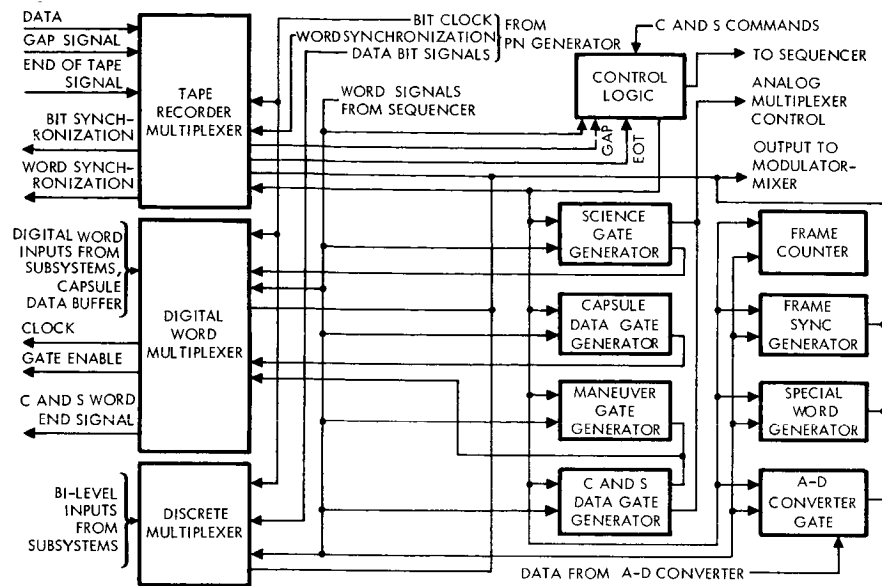 DATA
GAP SIGNAL
END OF TAPE
SIGNAL
BIT SYNCH-
RONIZATION
WORD SYNCH-
RONIZATION
TAPE
RECORDER
MULTIPLEXER
BIT CLOCK
WORD SYNCHRONIZATION
DATA BIT SIGNALS
FROM
PN GENERATOR
WORD SIGNALS
FROM SEQUENCER
C AND S COMMANDS
CONTROL
LOGIC
GAP
EOT
TO SEQUENCER
ANALOG
MULTIPLEXER
CONTROL
OUTPUT TO
MODULATOR-
MIXER
DIGITAL WORD
INPUTS FROM
SUBSYSTEMS,
CAPSULE
DATA BUFFER
CLOCK
GATE ENABLE
C AND S WORD
END SIGNAL
DIGITAL
WORD
MULTIPLEXER
SCIENCE
GATE
GENERATOR
FRAME
COUNTER
CAPSULE
DATA GATE
GENERATOR
FRAME
SYNC
GENERATOR
MANEUVER
GATE
GENERATOR
SPECIAL
WORD
GENERATOR
BI-LEVEL
INPUTS
FROM
SUBSYSTEMS
DISCRETE
MULTIPLEXER
C AND S
DATA GATE
GENERATOR
A-D
CONVERTER
GATE
DATA FROM A-D CONVERTER